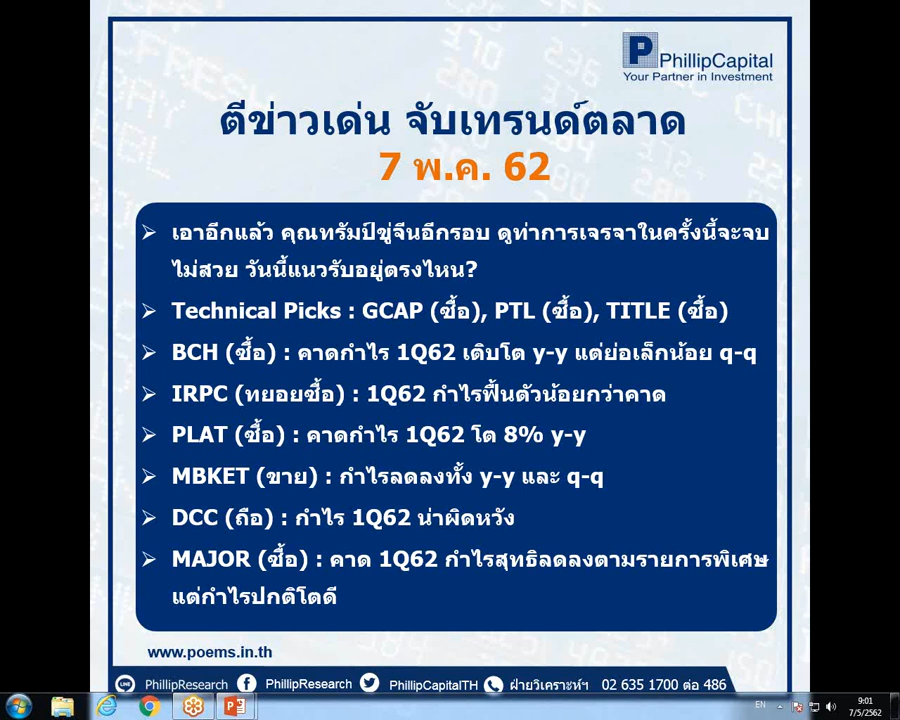 PhillipCapital
Your Partner in Investment
ตีข่าวเด่น จับเทรนด์ตลาด
7 พ.ค. 62
เอาอีกแล้ว คุณทรัมป์ขู่จีนอีกรอบ ดูท่าการเจรจาในครั้งนี้จะจบ
ไม่สวย วันนี้แนวรับอยู่ตรงไหน?
Technical Picks : GCAP (ซื้อ), PTL (ซื้อ), TITLE (ซื้อ)
BCH (ซื้อ) : คาดกำไร 1Q62 เติบโต y-y แต่ย่อเล็กน้อย q-q
IRPC (ทยอยซื้อ) : 1Q62 กำไรฟื้นตัวน้อยกว่าคาด
PLAT (ซื้อ) : คาดกำไร 1Q62 โต 8% y-y
MBKET (ขาย) : กำไรลดลงทั้ง y-y และ q-q
DCC (ถือ) : กำไร 1Q62 น่าผิดหวัง
MAJOR (ซื้อ) : คาด 1Q62 กำไรสุทธิลดลงตามรายการพิเศษ
แต่กำไรปกติโตดี
www.poems.in.th
PhillipResearch PhillipResearch PhillipCapitalTH ฝ่ายวิเคราะห์ฯ 02 635 1700 ต่อ 486
EN 9:01
7/5/2562